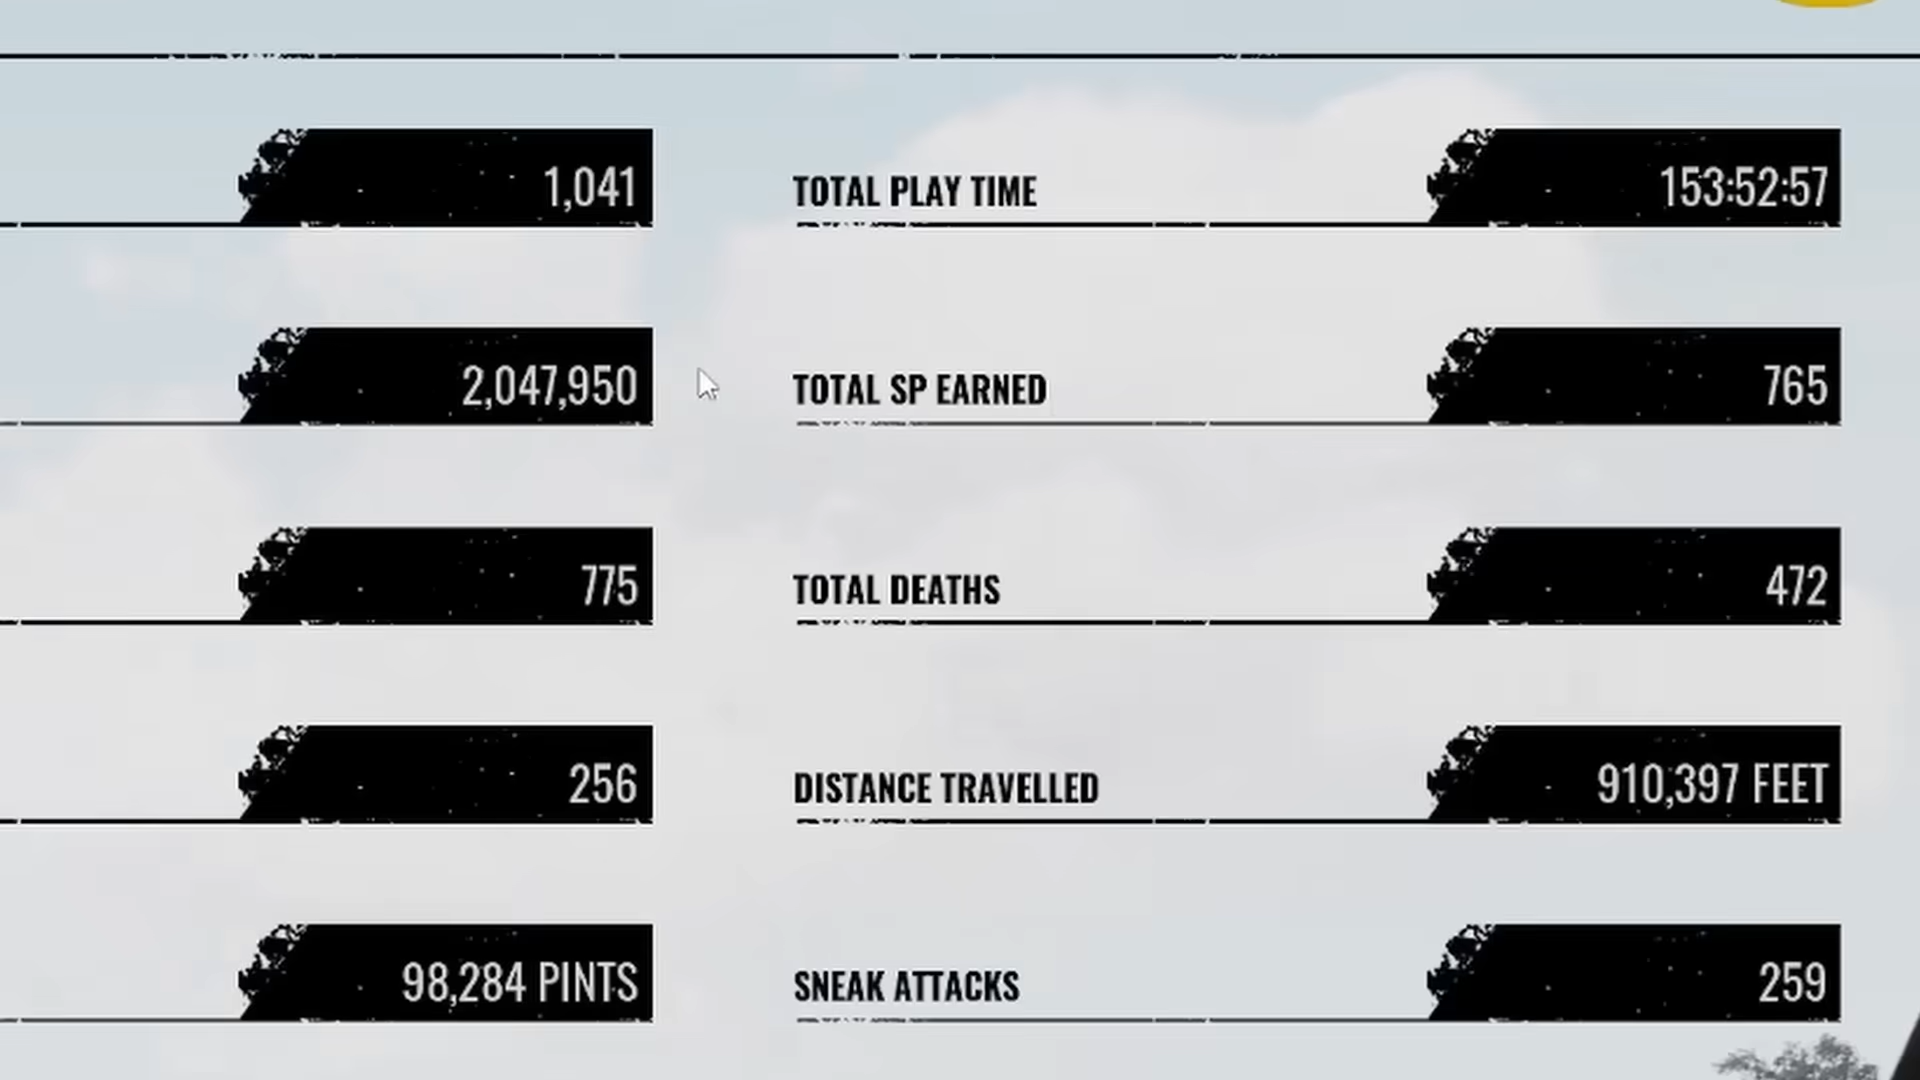 1,041
TOTAL PLAY TIME 153:52:57
2,047,950
TOTAL SP EARNED 765
775
TOTAL DEATHS 472
256
DISTANCE TRAVELLED 910,397 FEET
98,284 PINTS
SNEAK ATTACKS 259